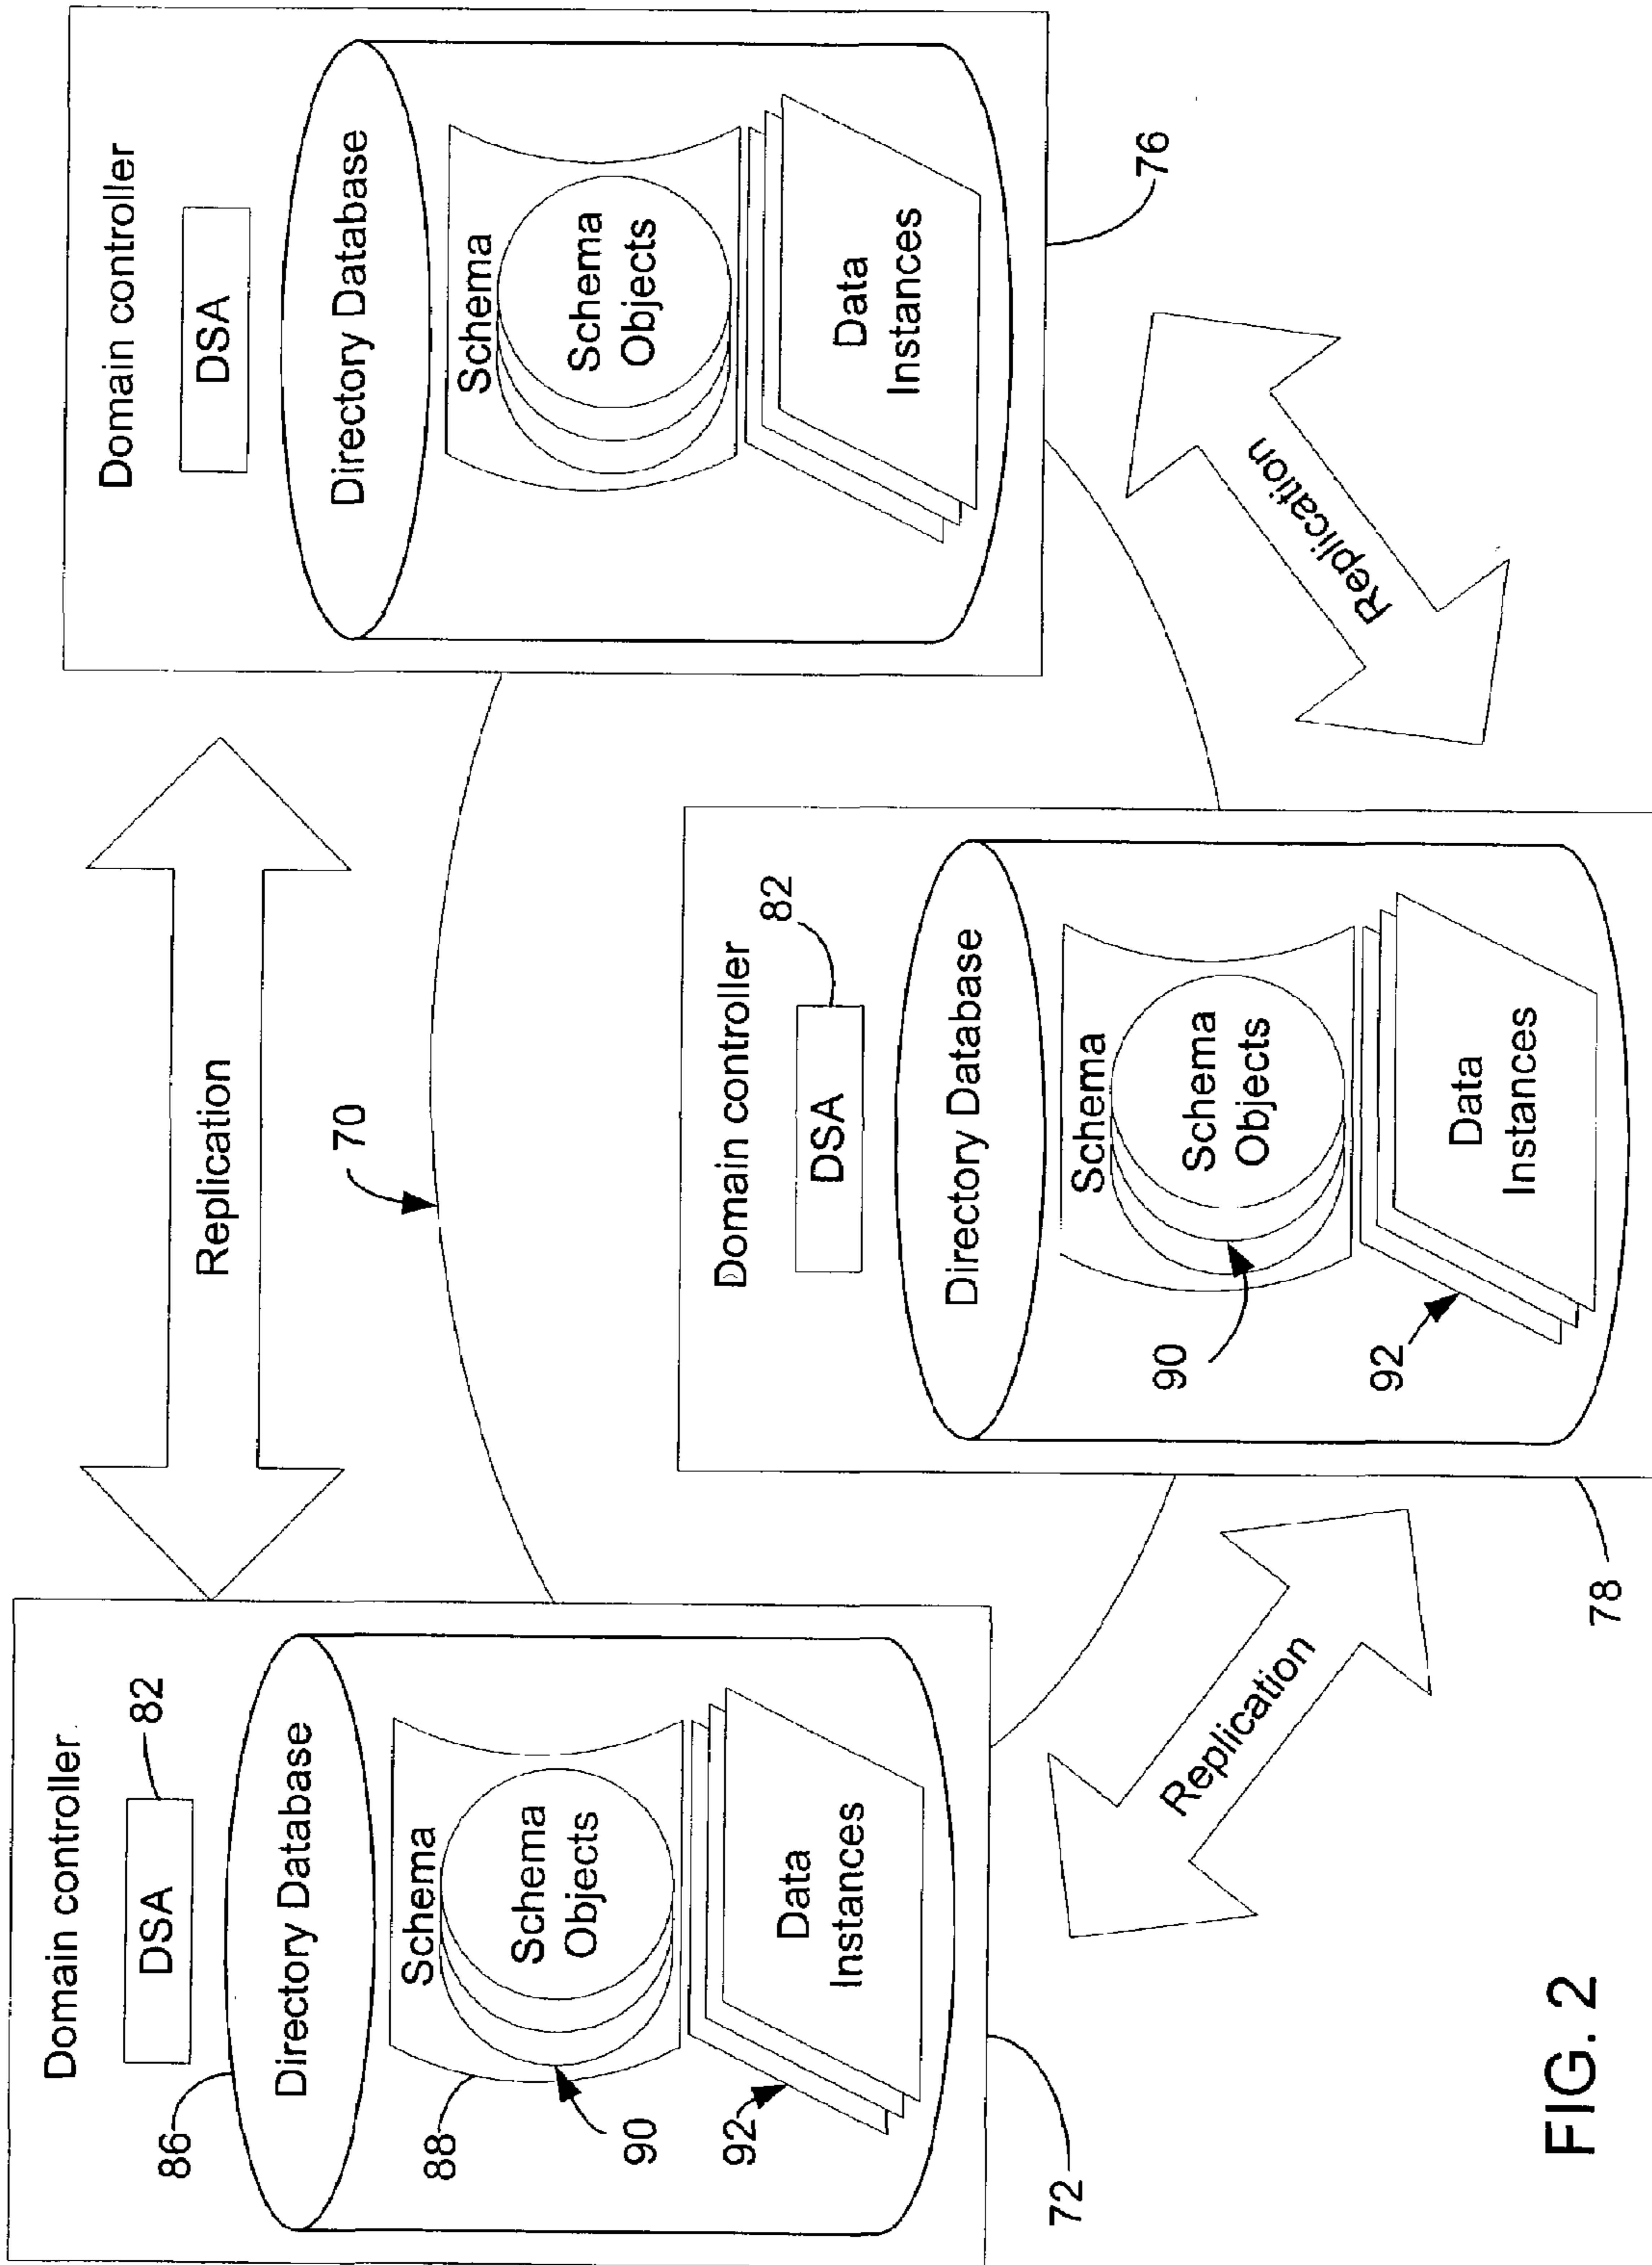 Domain controller
DSA
82
86
Directory Database
88
Schema
Schema
Objects
90
92
Data
Instances
72
Replication
70
Domain controller
DSA
82
Directory Database
Schema
Schema
Objects
90
92
Data
Instances
78
Replication
Domain controller
DSA
Directory Database
Schema
Schema
Objects
Data
Instances
76
Replication
FIG. 2